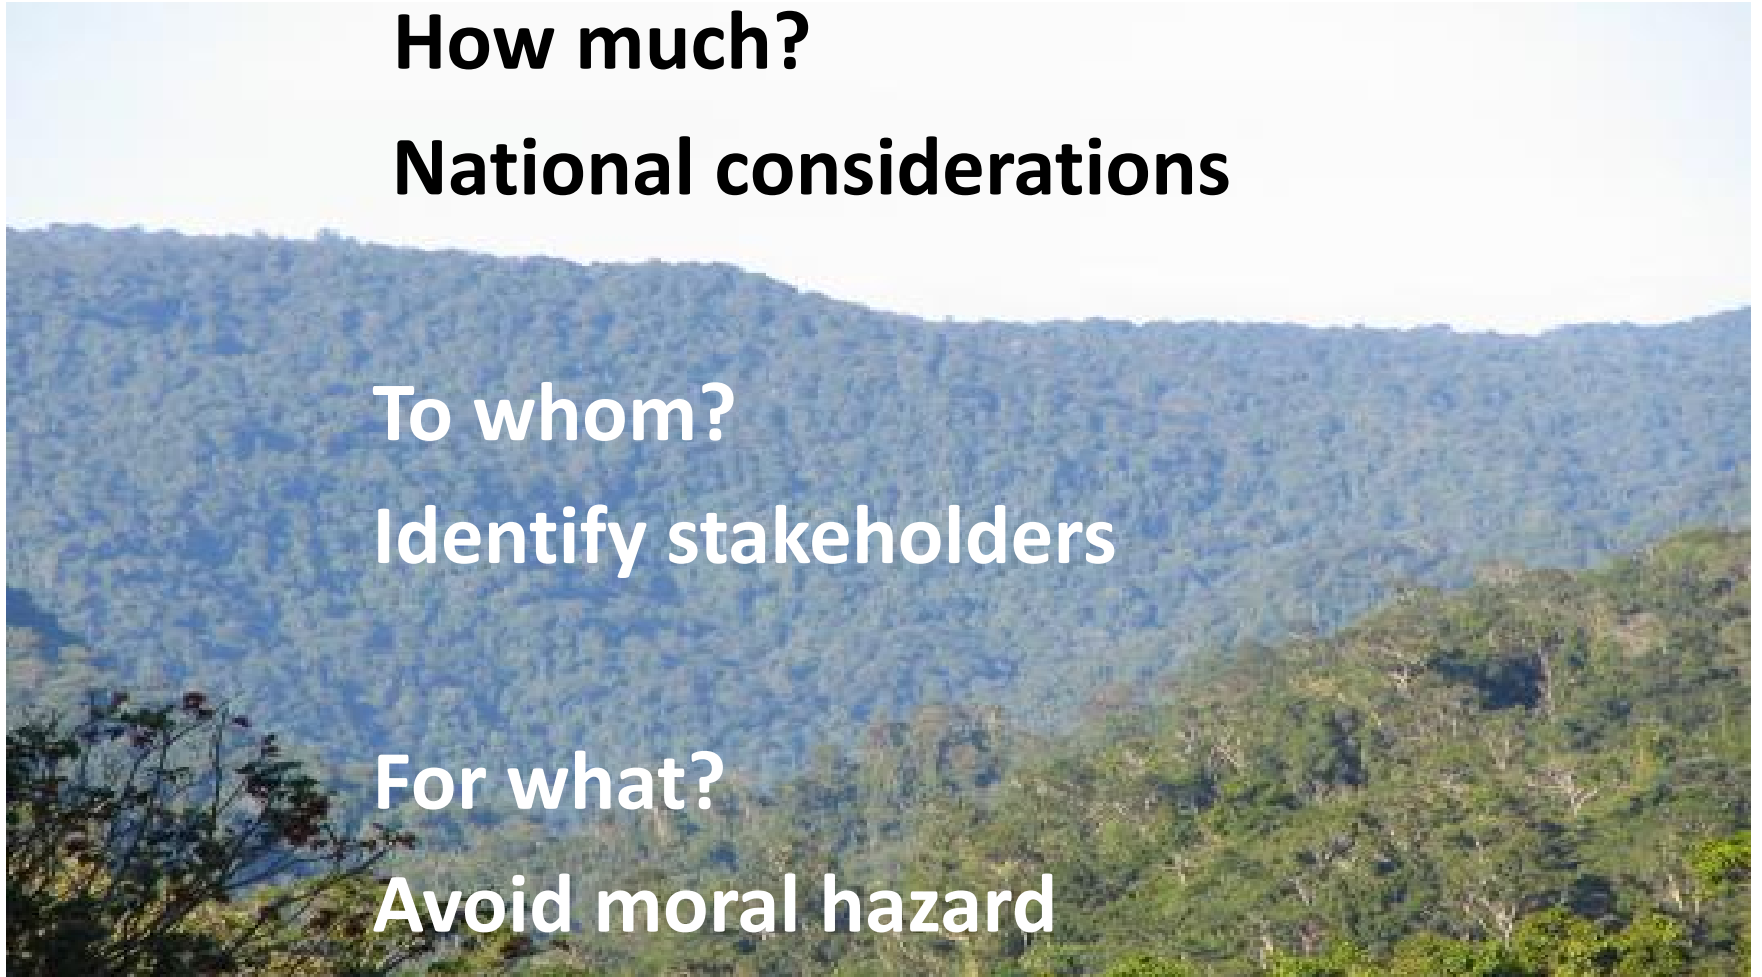 How much?
National considerations
To whom?
Identify stakeholders
For what?
Avoid moral hazard